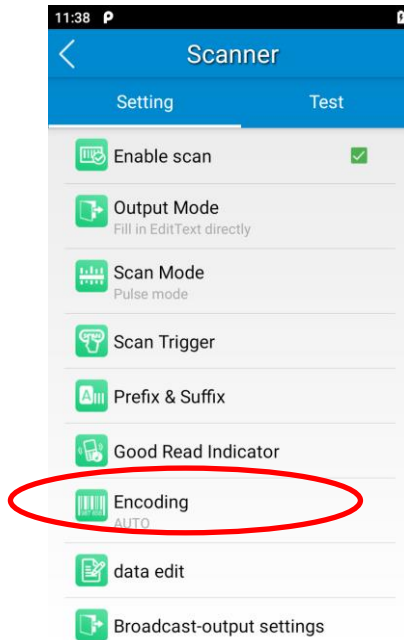 11:38 P
Scanner
Setting Test
Enable scan
Output Mode
Fill in EditText directly
Scan Mode
Pulse mode
Scan Trigger
Prefix & Suffix
Good Read Indicator
Encoding
AUTO
data edit
Broadcast-output settings